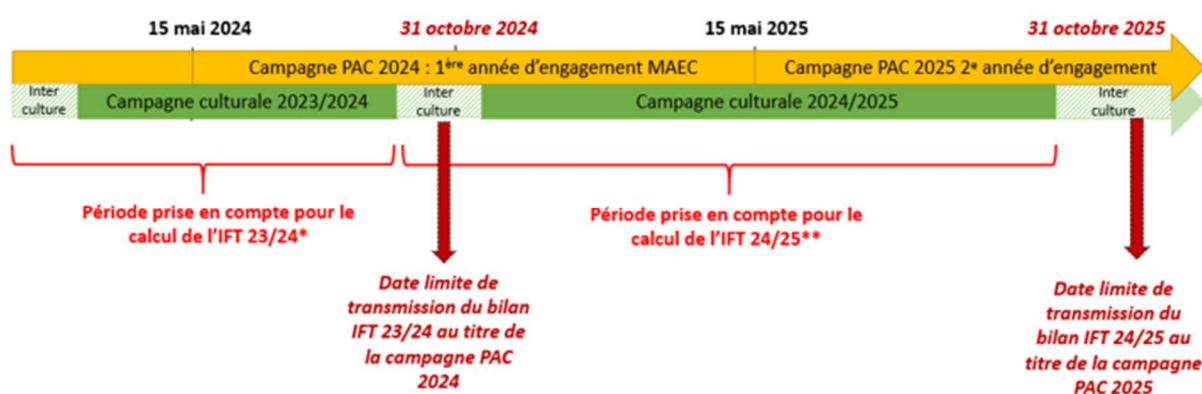 15 mai 2024
31 octobre 2024
15 mai 2025
31 octobre 2025
Campagne PAC 2024 : 1ère année d'engagement MAEC
Campagne PAC 2025 2e année d'engagement
Inter
culture
Campagne culturale 2023/2024
Inter
culture
Campagne culturale 2024/2025
Inter
culture
Période prise en compte pour le
calcul de l'IFT 23/24*
Période prise en compte pour le
calcul de l'IFT 24/25**
Date limite de
transmission du bilan
IFT 23/24 au titre de
la campagne PAC
2024
Date limite de
transmission du
bilan IFT 24/25 au
titre de la campagne
PAC 2025